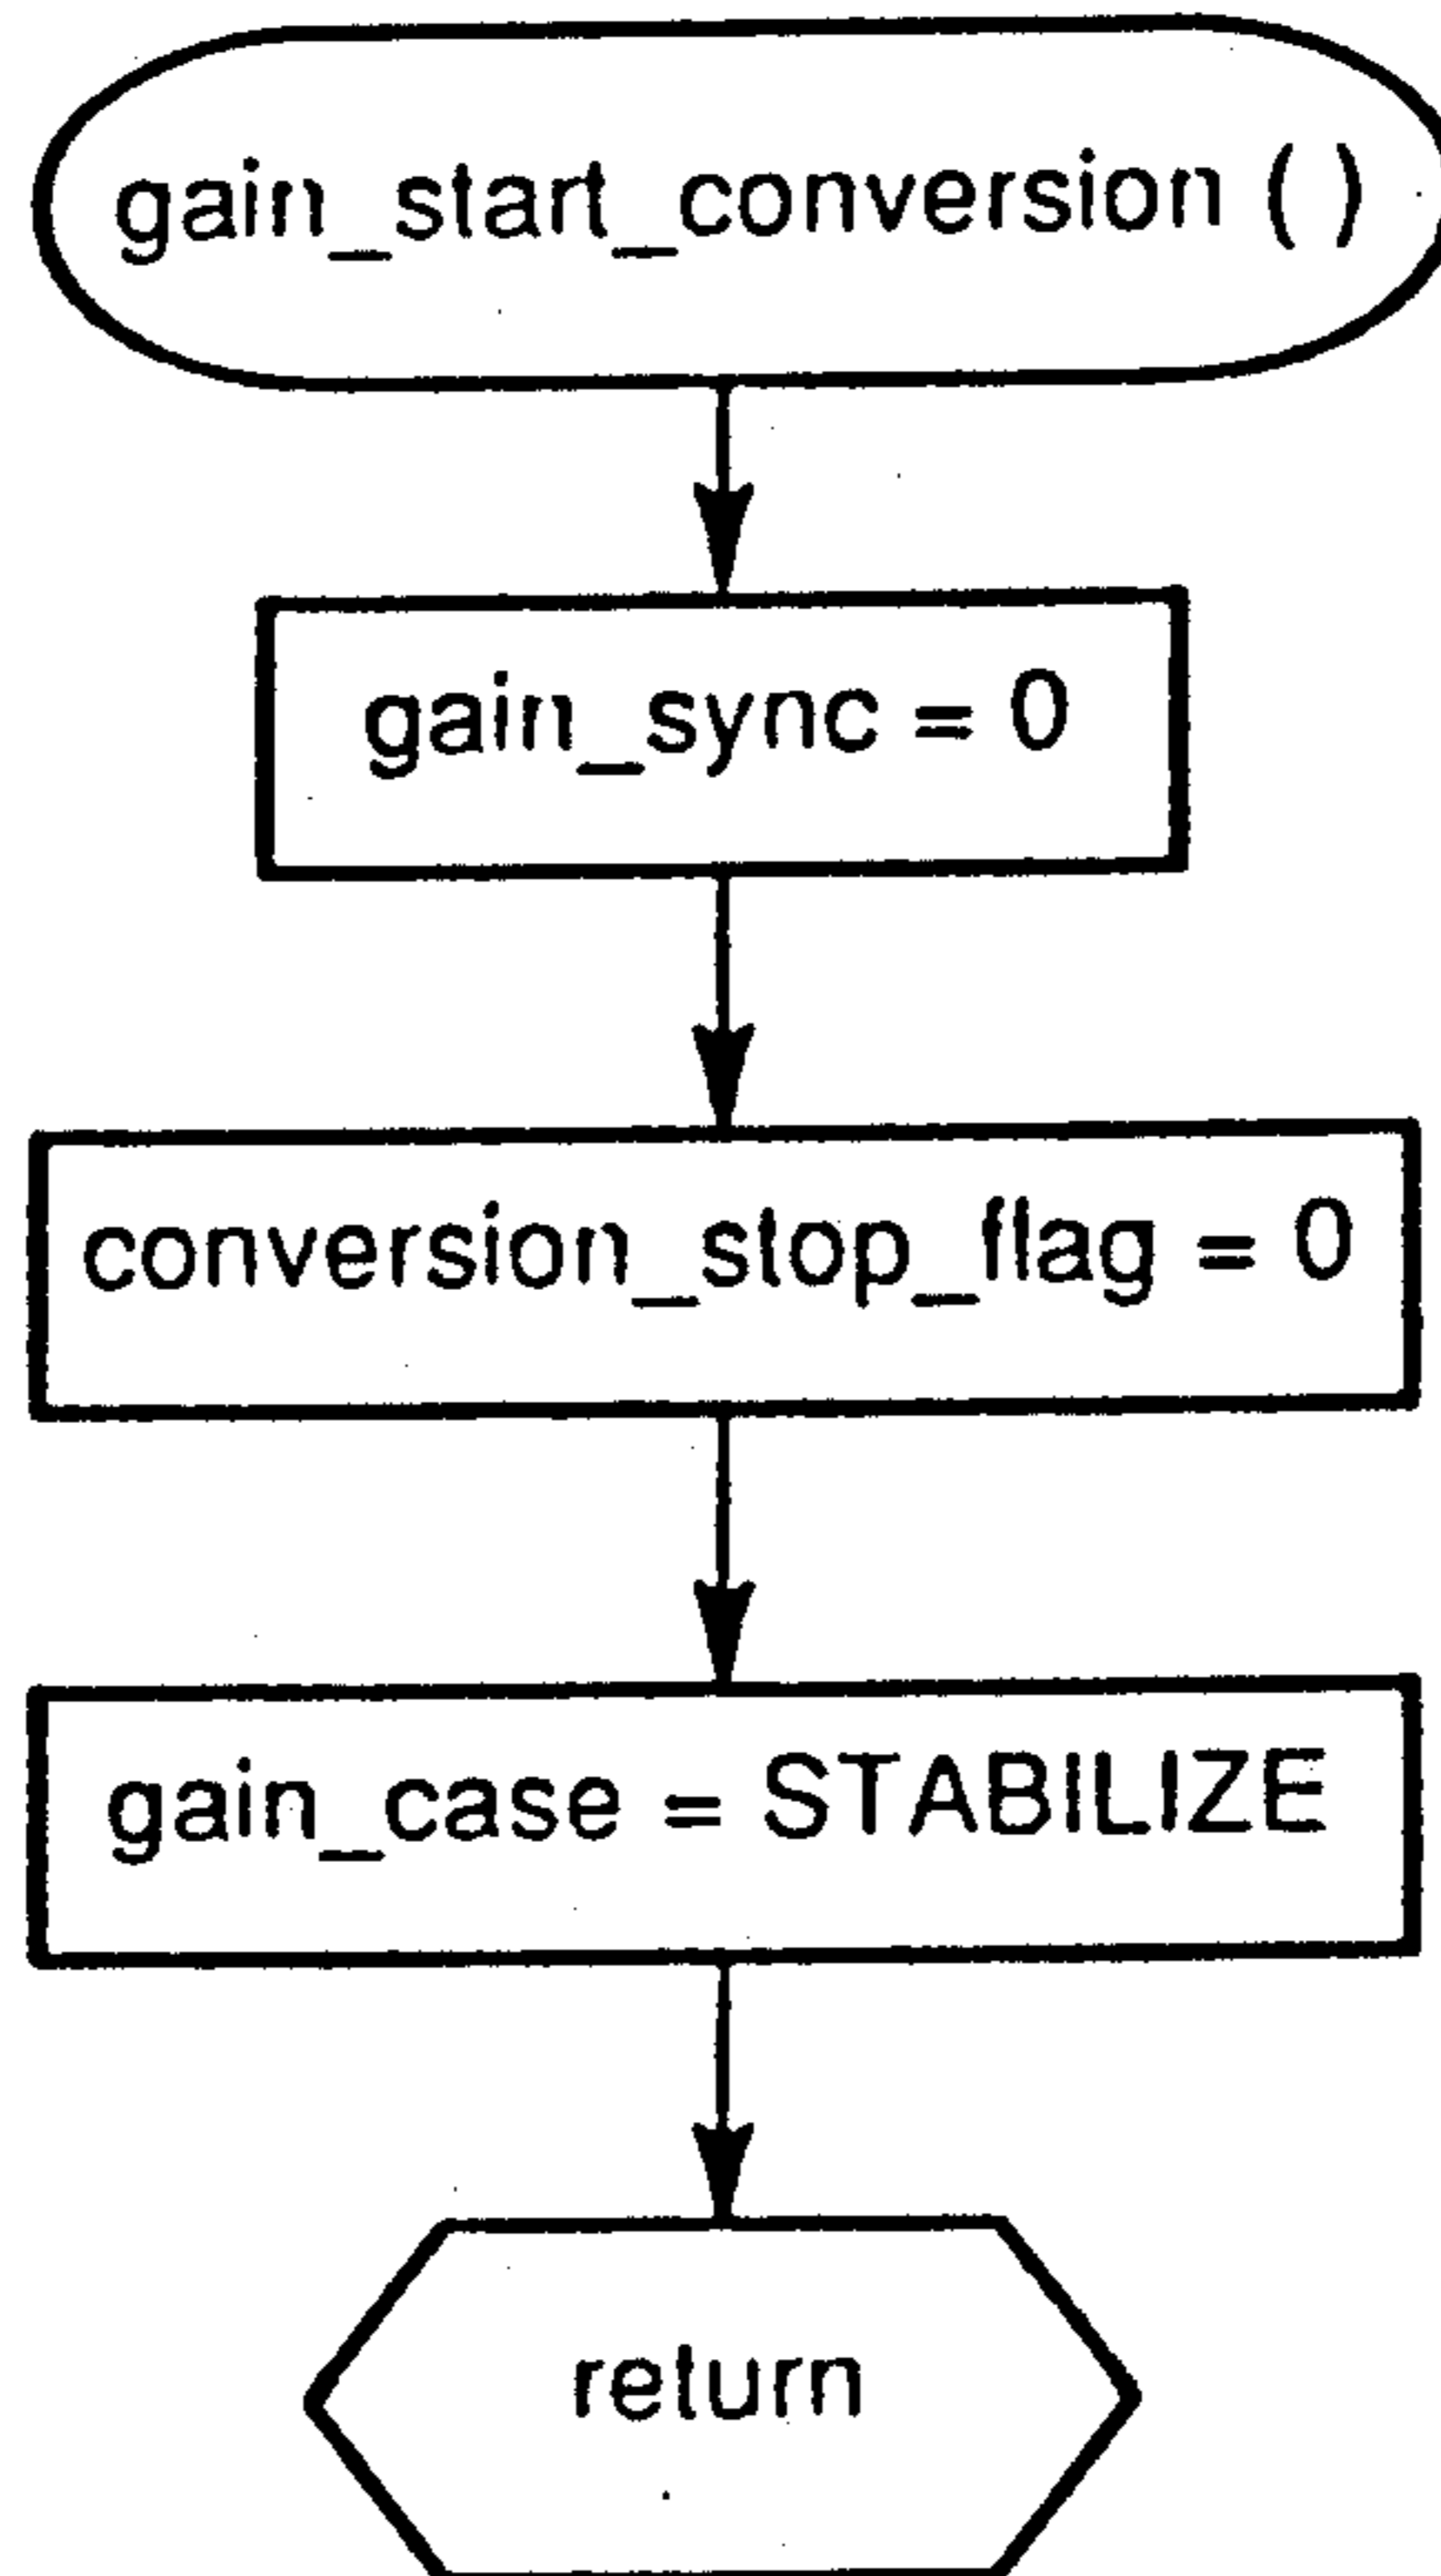 gain_start_conversion ( )
gain_sync = 0
conversion_stop_flag = 0
gain_case = STABILIZE
return